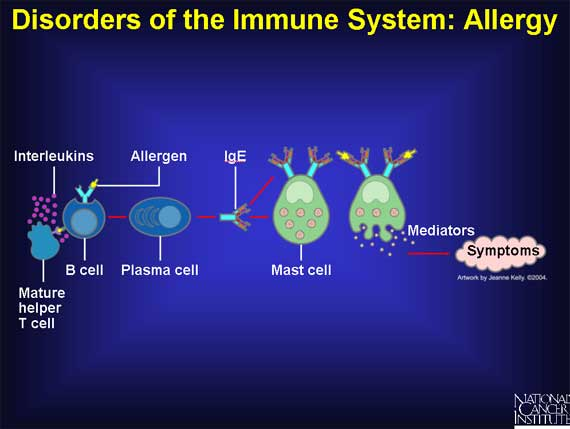 Disorders of the Immune System: Allergy
Interleukins
Allergen
IgE
B cell
Plasma cell
Mast cell
Mediators
Symptoms
Artwork by Jeanne Kelly. ©2004.
Mature
helper
T cell
NATIONAL
CANCER
INSTITUTE